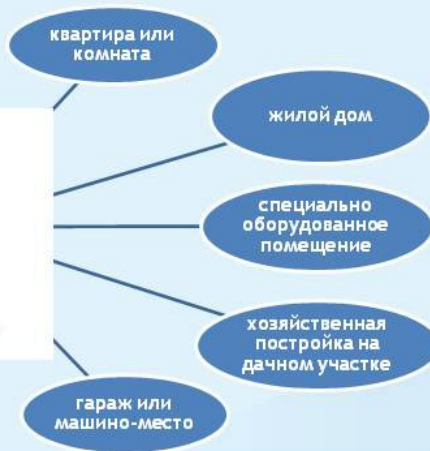 квартира или
комната
жилой дом
специально
оборудованное
помещение
хозяйственная
постройка на
дачном участке
гараж или
машино-место